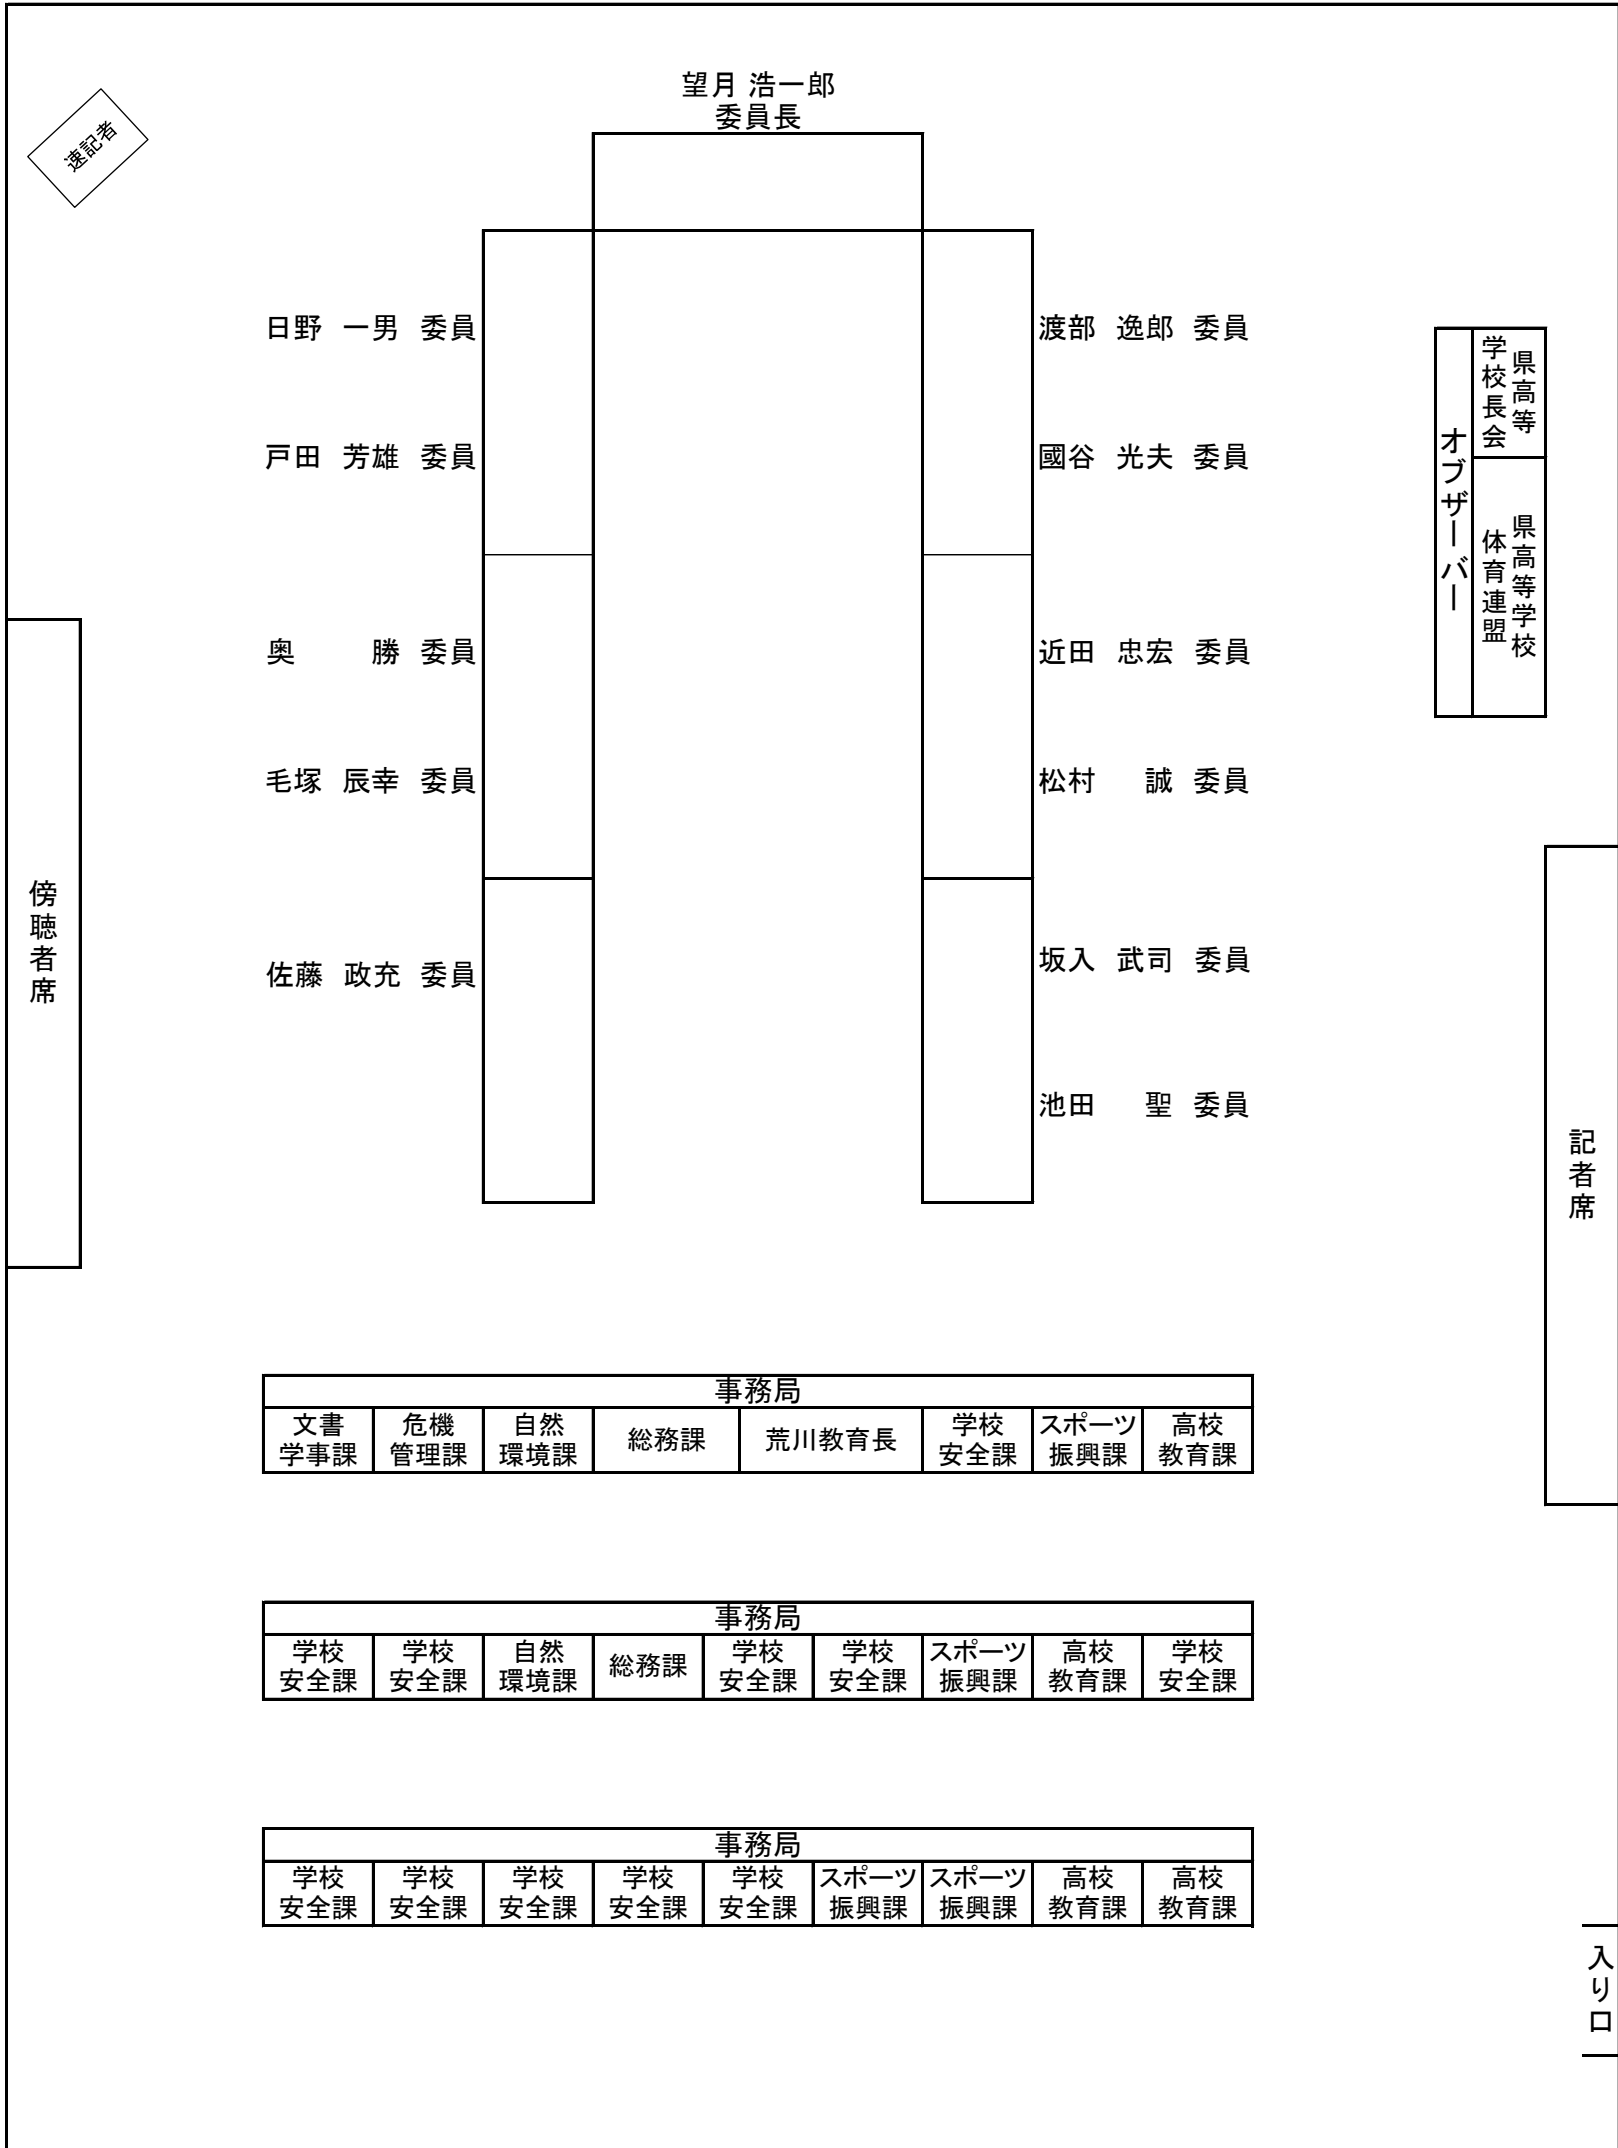 望月 浩一郎
委員長
速記者
日野 一男 委員
渡部 逸郎 委員
戸田 芳雄 委員
國谷 光夫 委員
奥 勝 委員
近田 忠宏 委員
毛塚 辰幸 委員
松村 誠 委員
佐藤 政充 委員
坂入 武司 委員
池田 聖 委員
オブザーバー
県高等
学校長会
県高等学校
体育連盟
傍聴者席
記者席
事務局
文書
学事課
危機
管理課
自然
環境課
総務課
荒川教育長
学校
安全課
スポーツ
振興課
高校
教育課
事務局
学校
安全課
学校
安全課
自然
環境課
総務課
学校
安全課
学校
安全課
スポーツ
振興課
高校
教育課
学校
安全課
事務局
学校
安全課
学校
安全課
学校
安全課
学校
安全課
学校
安全課
スポーツ
振興課
スポーツ
振興課
高校
教育課
高校
教育課
入り口